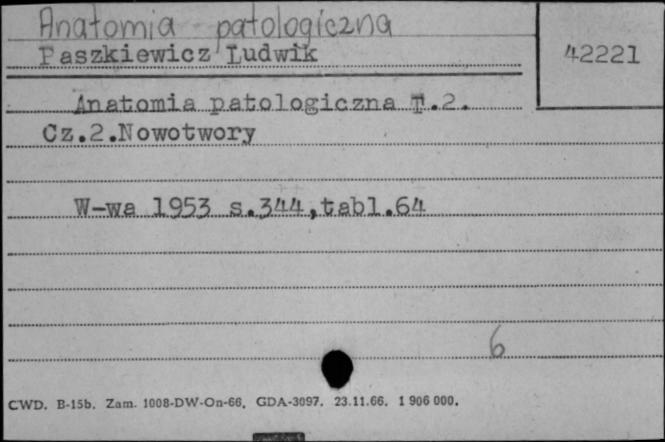 Anatomia patologiczna
Paszkiewicz Ludwik
42221
Anatomia patologiczna T.2.
Cz.2.Nowotwory
W-wa 1953 s.344,tabl.64
6
CWD. B-15b. Zam. 1008-DW-On-66. GDA-3097. 23.11.66. 1 906 000.